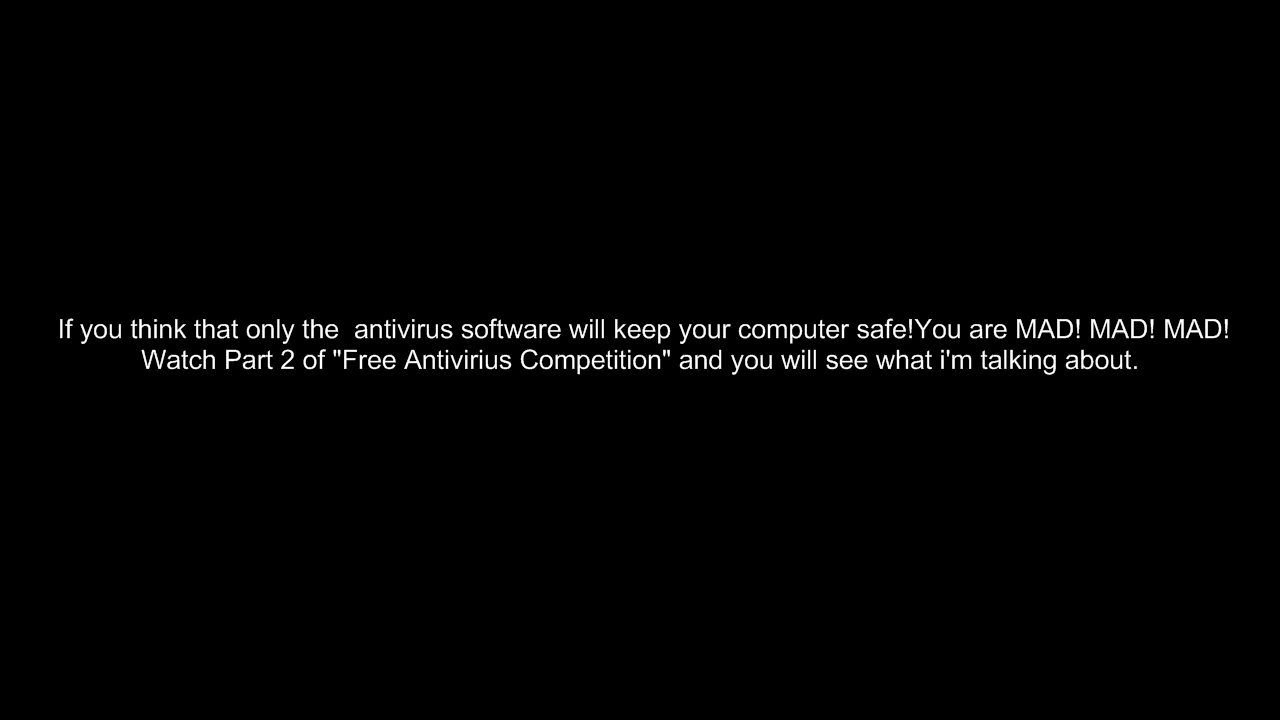 If you think that only the  antivirus software will keep your computer safe!You are MAD! MAD! MAD!
Watch Part 2 of "Free Antivirius Competition" and you will see what i'm talking about.